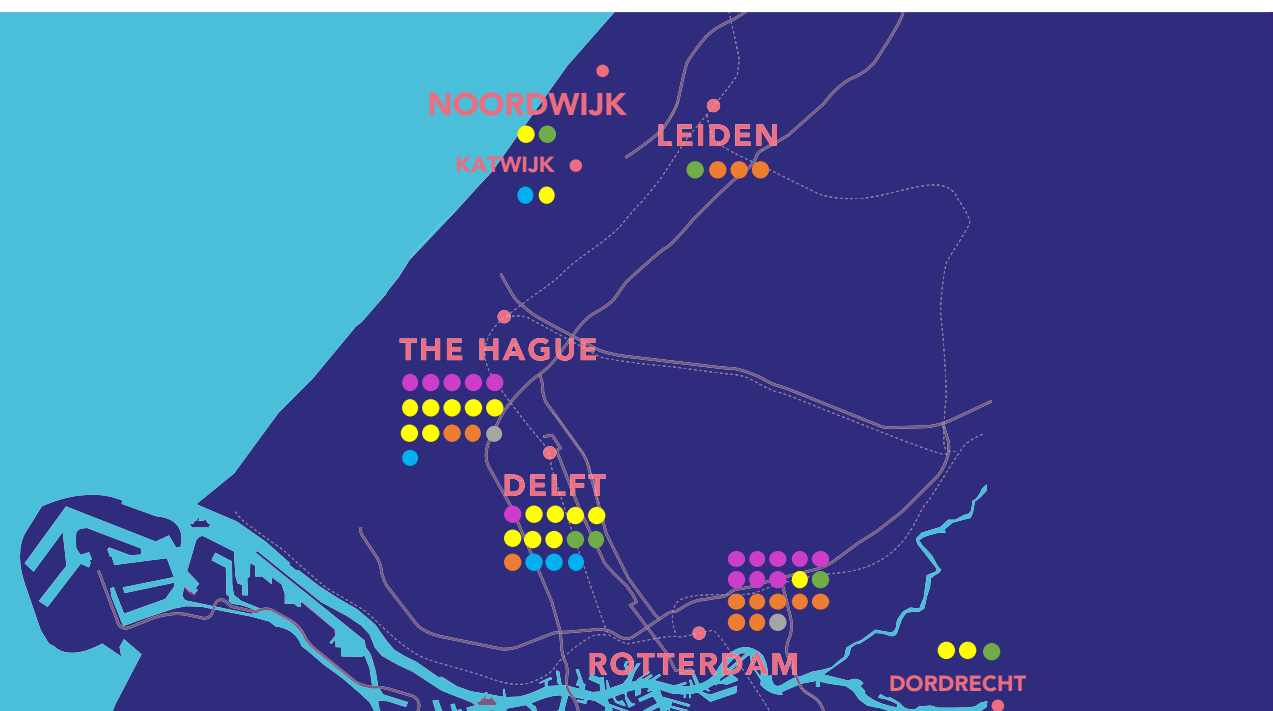 NOORDWIJK
LEIDEN
KATWIJK
THE HAGUE
DELFT
ROTTERDAM
DORDRECHT